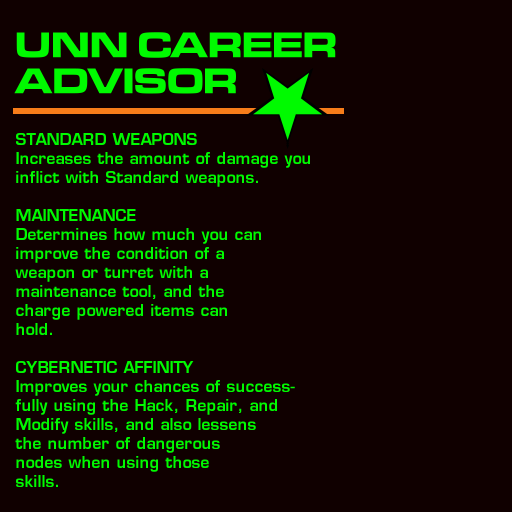 UNN CAREER
ADVISOR
STANDARD WEAPONS
Increases the amount of damage you
inflict with Standard weapons.
MAINTENANCE
Determines how much you can
improve the condition of a
weapon or turret with a
maintenance tool, and the
charge powered items can
hold.
CYBERNETIC AFFINITY
Improves your chances of success-
fully using the Hack, Repair, and
Modify skills, and also lessens
the number of dangerous
nodes when using those
skills.